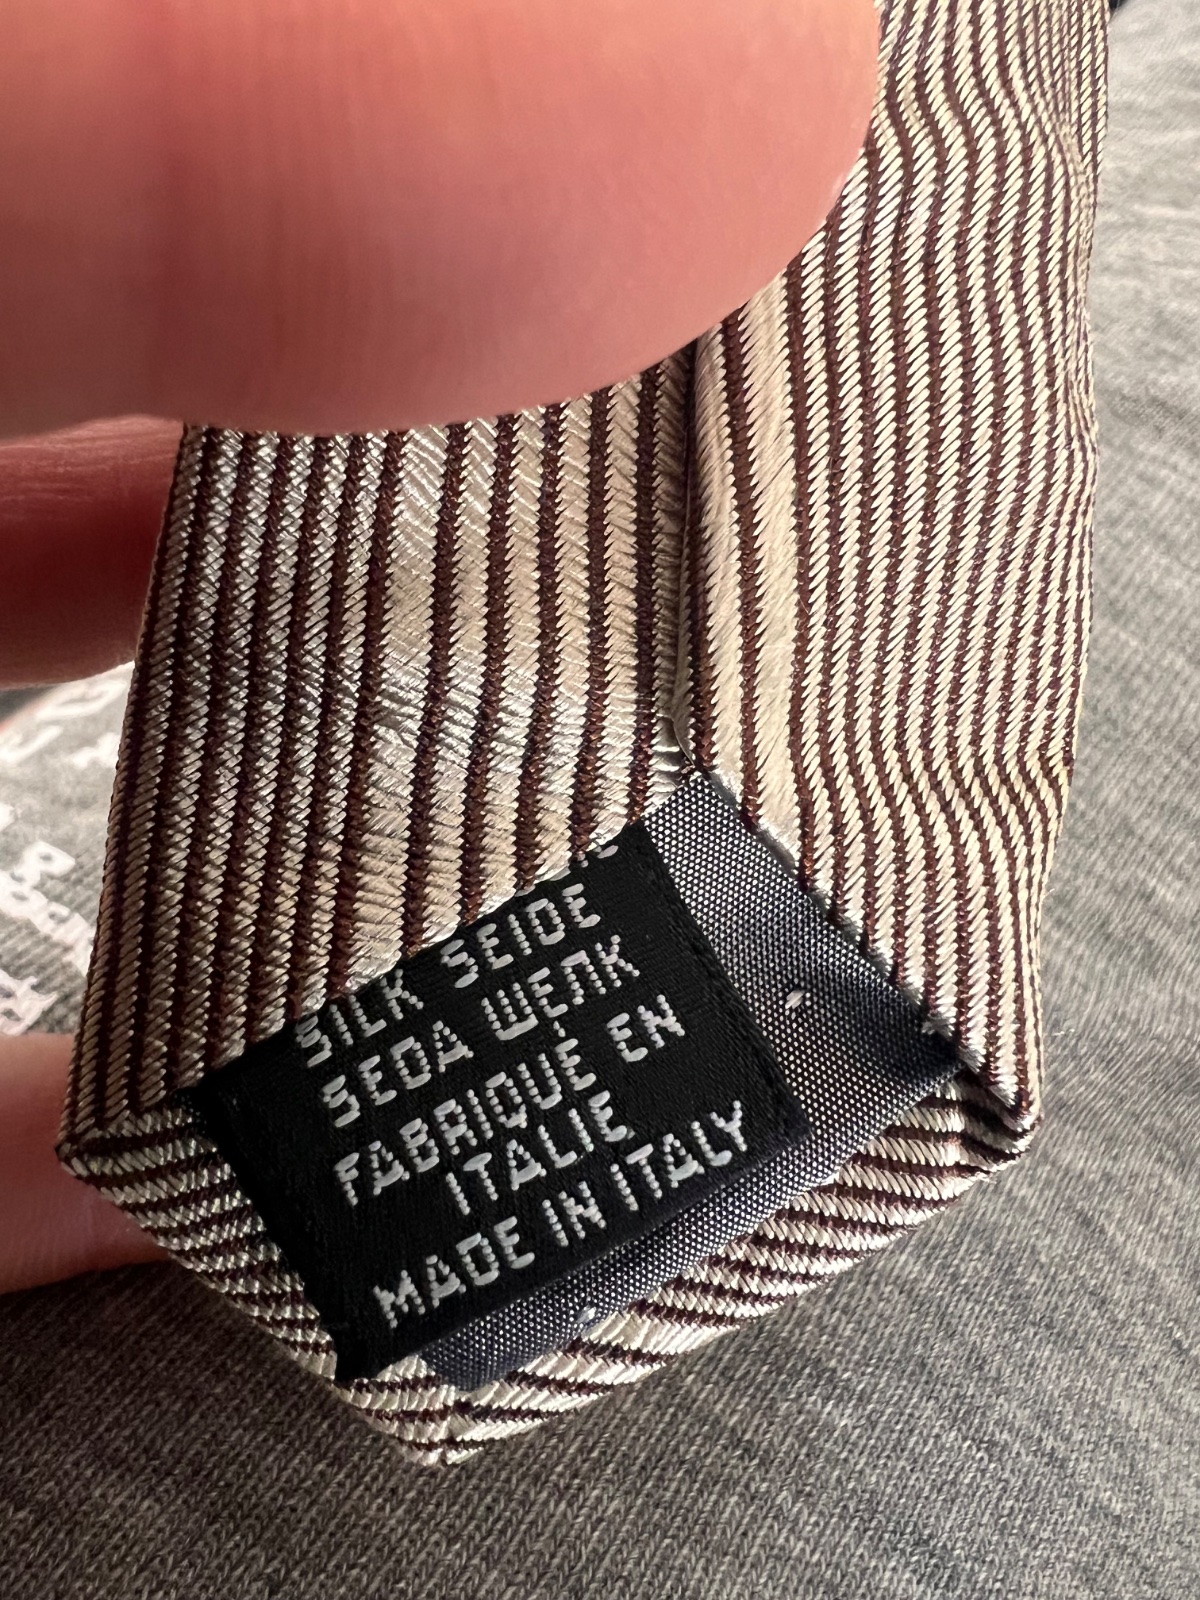 SILK SEIDE
SEDA ШЕЛК
FABRIQUÉ EN
ITALIE
MADE IN ITALY